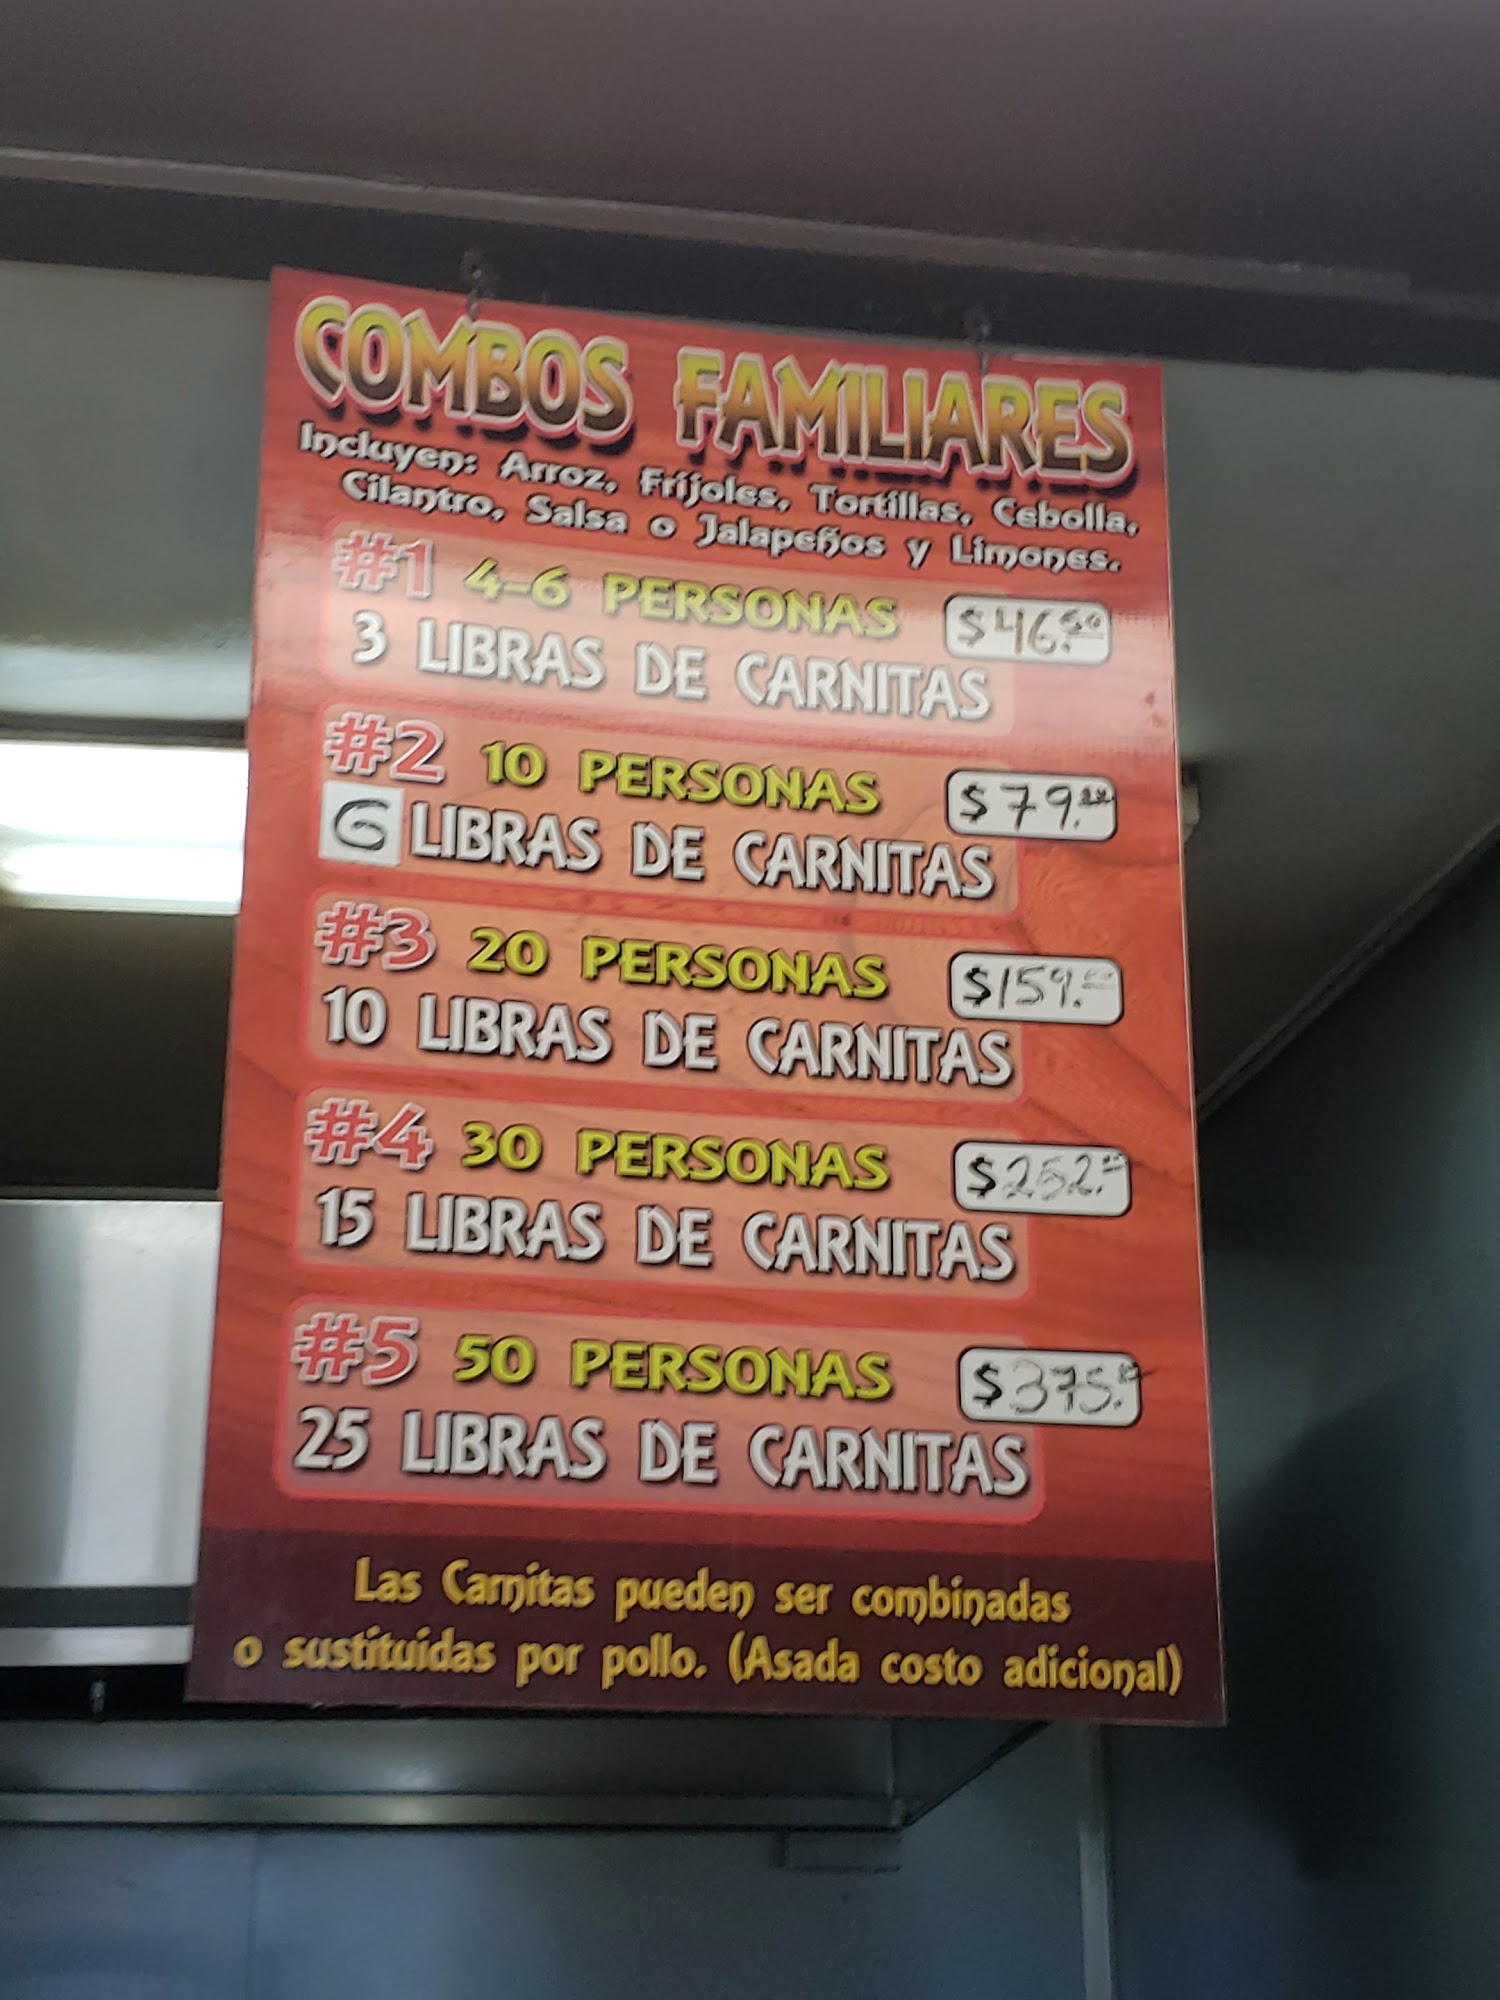 COMBOS FAMILIARES
Incluyen: Arroz, Frijoles, Tortillas, Cebolla,
Cilantro, Salsa o Jalapeños y Limones.
#1 4-6 PERSONAS $46.50
3 LIBRAS DE CARNITAS
#2 10 PERSONAS $79.
6 LIBRAS DE CARNITAS
#3 20 PERSONAS $159.
10 LIBRAS DE CARNITAS
#4 30 PERSONAS $252.
15 LIBRAS DE CARNITAS
#5 50 PERSONAS $375.
25 LIBRAS DE CARNITAS
Las Carnitas pueden ser combinadas
o sustituidas por pollo. (Asada costo adicional)